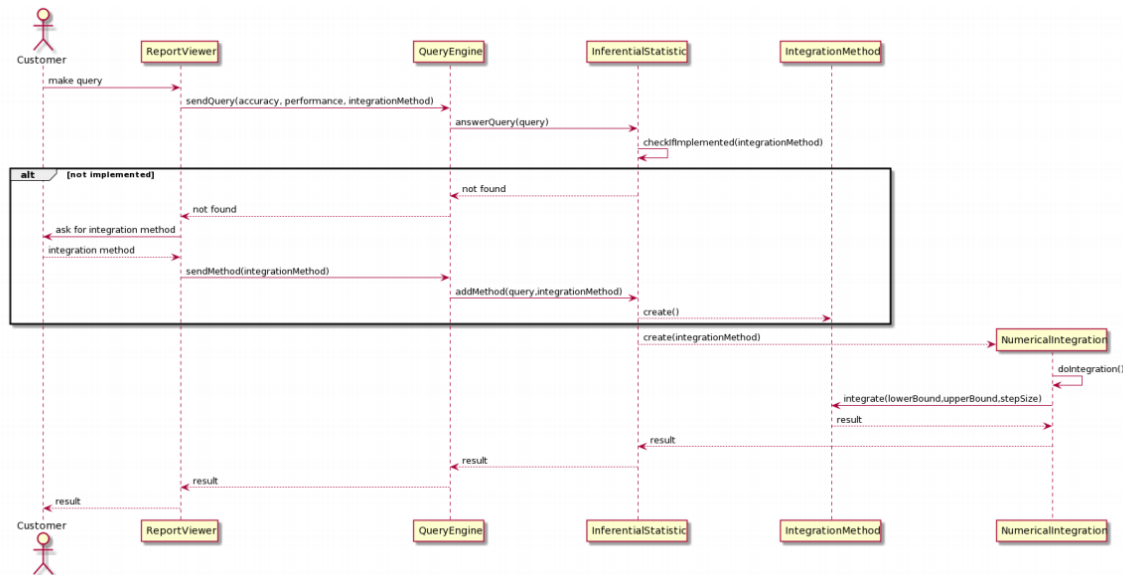 Customer
ReportViewer
QueryEngine
InferentialStatistic
IntegrationMethod
make query
sendQuery(accuracy, performance, integrationMethod)
answerQuery(query)
checkIfImplemented(integrationMethod)
alt
[not implemented]
not found
not found
ask for integration method
integration method
sendMethod(integrationMethod)
addMethod(query,integrationMethod)
create()
create(integrationMethod)
NumericalIntegration
doIntegration()
integrate(lowerBound,upperBound,stepSize)
result
result
result
result
result
Customer
ReportViewer
QueryEngine
InferentialStatistic
IntegrationMethod
NumericalIntegration